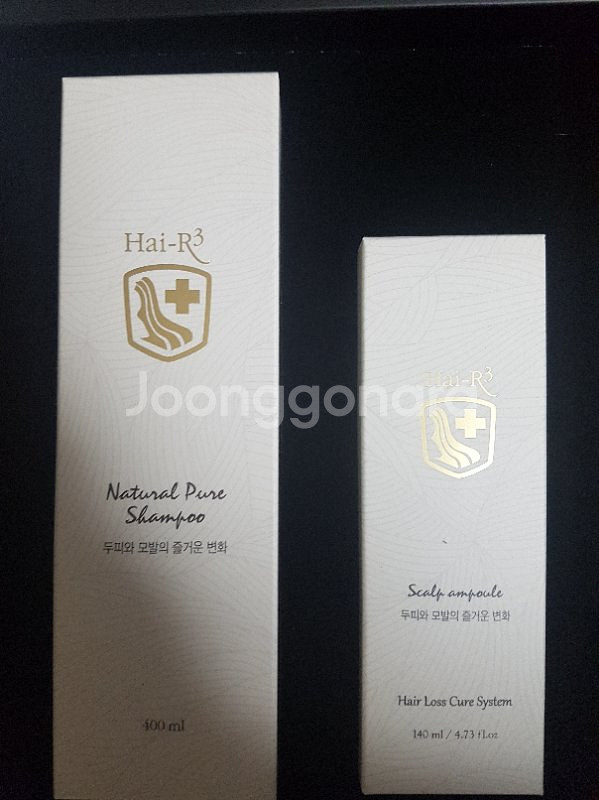 Hai-R3
Natural Pure
Shampoo
두피와 모발의 즐거운 변화
400 ml
Hai-R3
Scalp ampoule
두피와 모발의 즐거운 변화
Hair Loss Cure System
140 ml / 4.73 fl.oz
Joonggonak